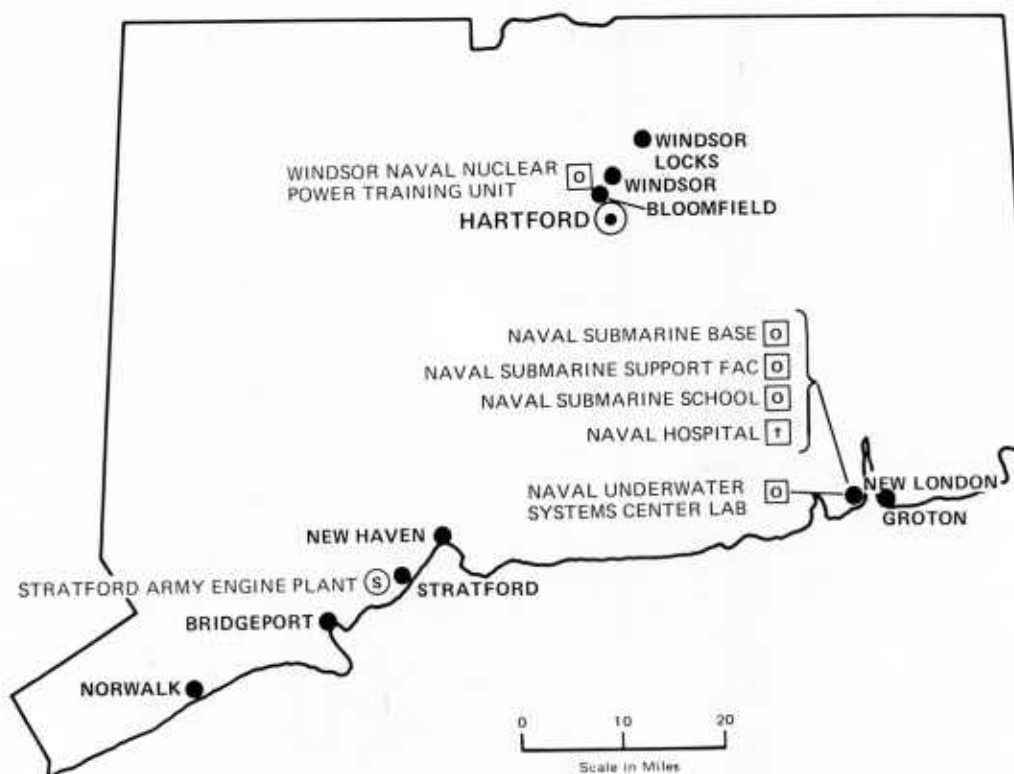 WINDSOR
LOCKS
WINDSOR NAVAL NUCLEAR
POWER TRAINING UNIT
O
WINDSOR
BLOOMFIELD
HARTFORD
NAVAL SUBMARINE BASE O
NAVAL SUBMARINE SUPPORT FAC O
NAVAL SUBMARINE SCHOOL O
NAVAL HOSPITAL †
NAVAL UNDERWATER
SYSTEMS CENTER LAB
O
NEW LONDON
GROTON
NEW HAVEN
STRATFORD ARMY ENGINE PLANT S
STRATFORD
BRIDGEPORT
NORWALK
0 10 20
Scale in Miles